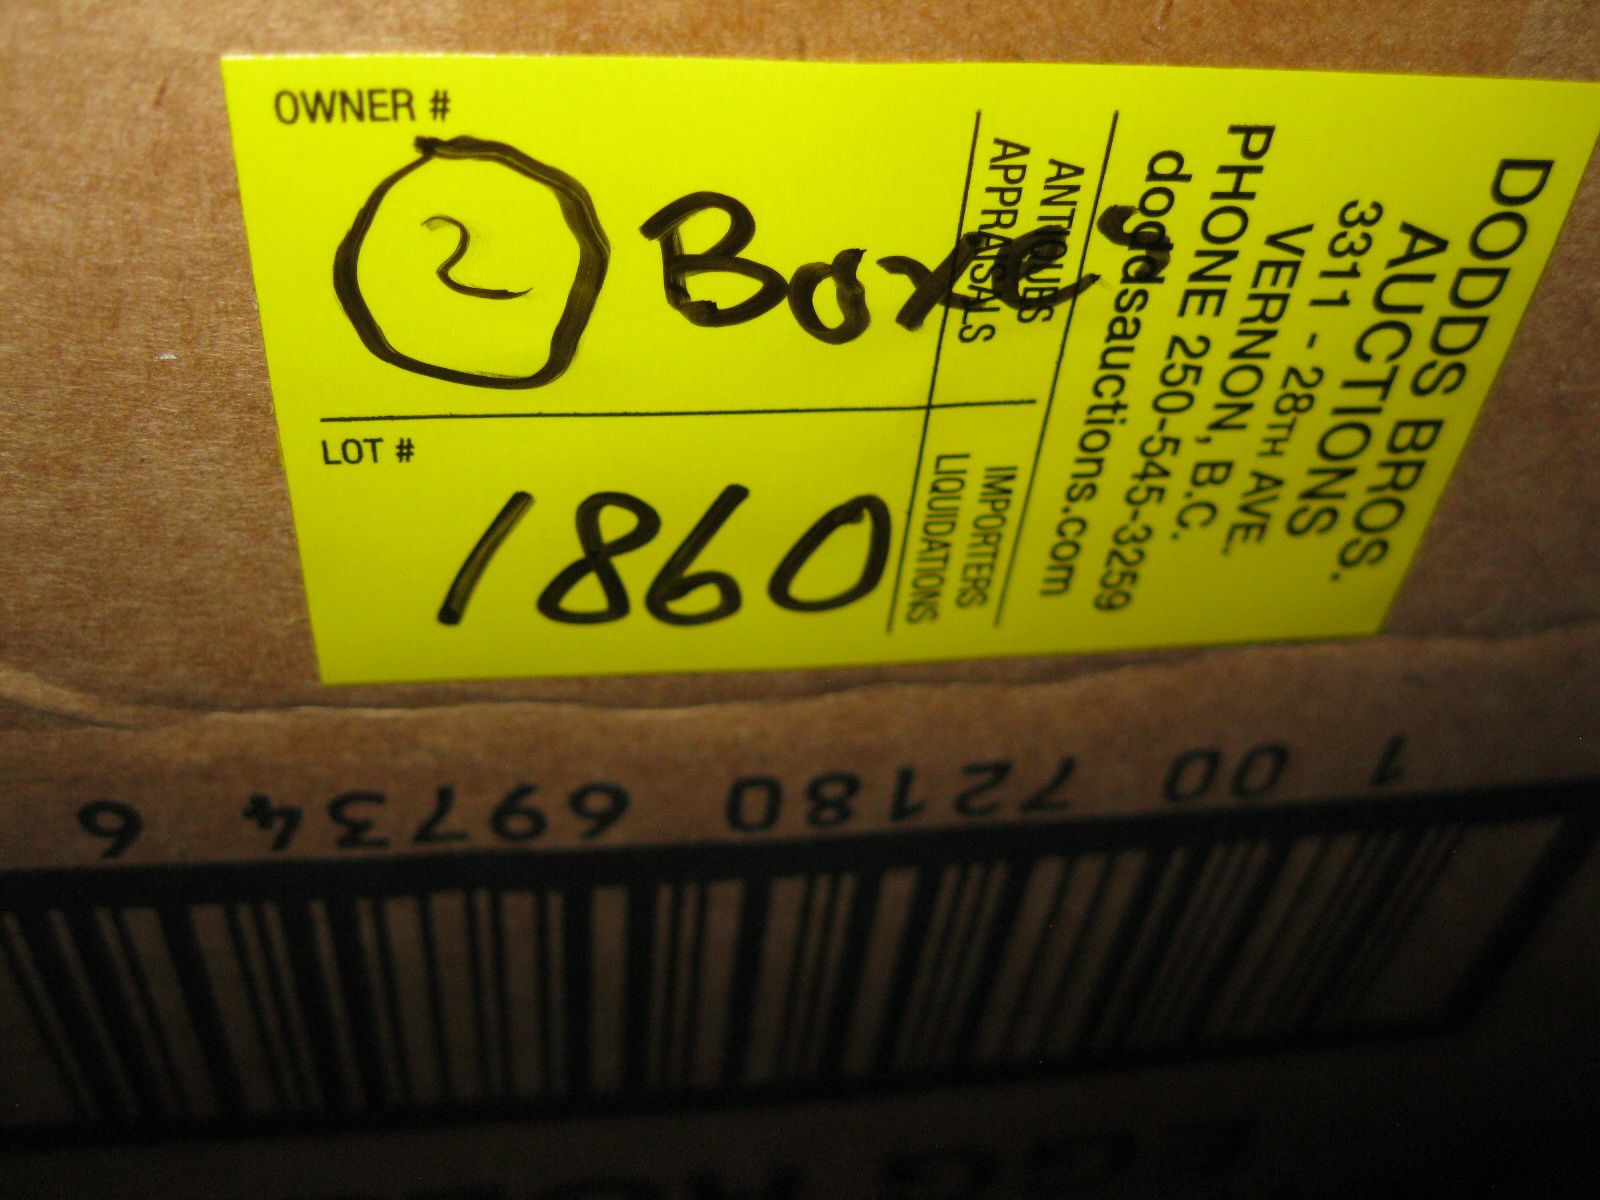 OWNER #
2 Boxe's
LOT #
1860
DODDS BROS.
AUCTIONS
3311 - 28TH AVE.
VERNON, B.C.
PHONE 250-545-3259
doddsauctions.com
ANTIQUES
APPRAISALS
IMPORTERS
LIQUIDATIONS
1 00 72180 69734 6